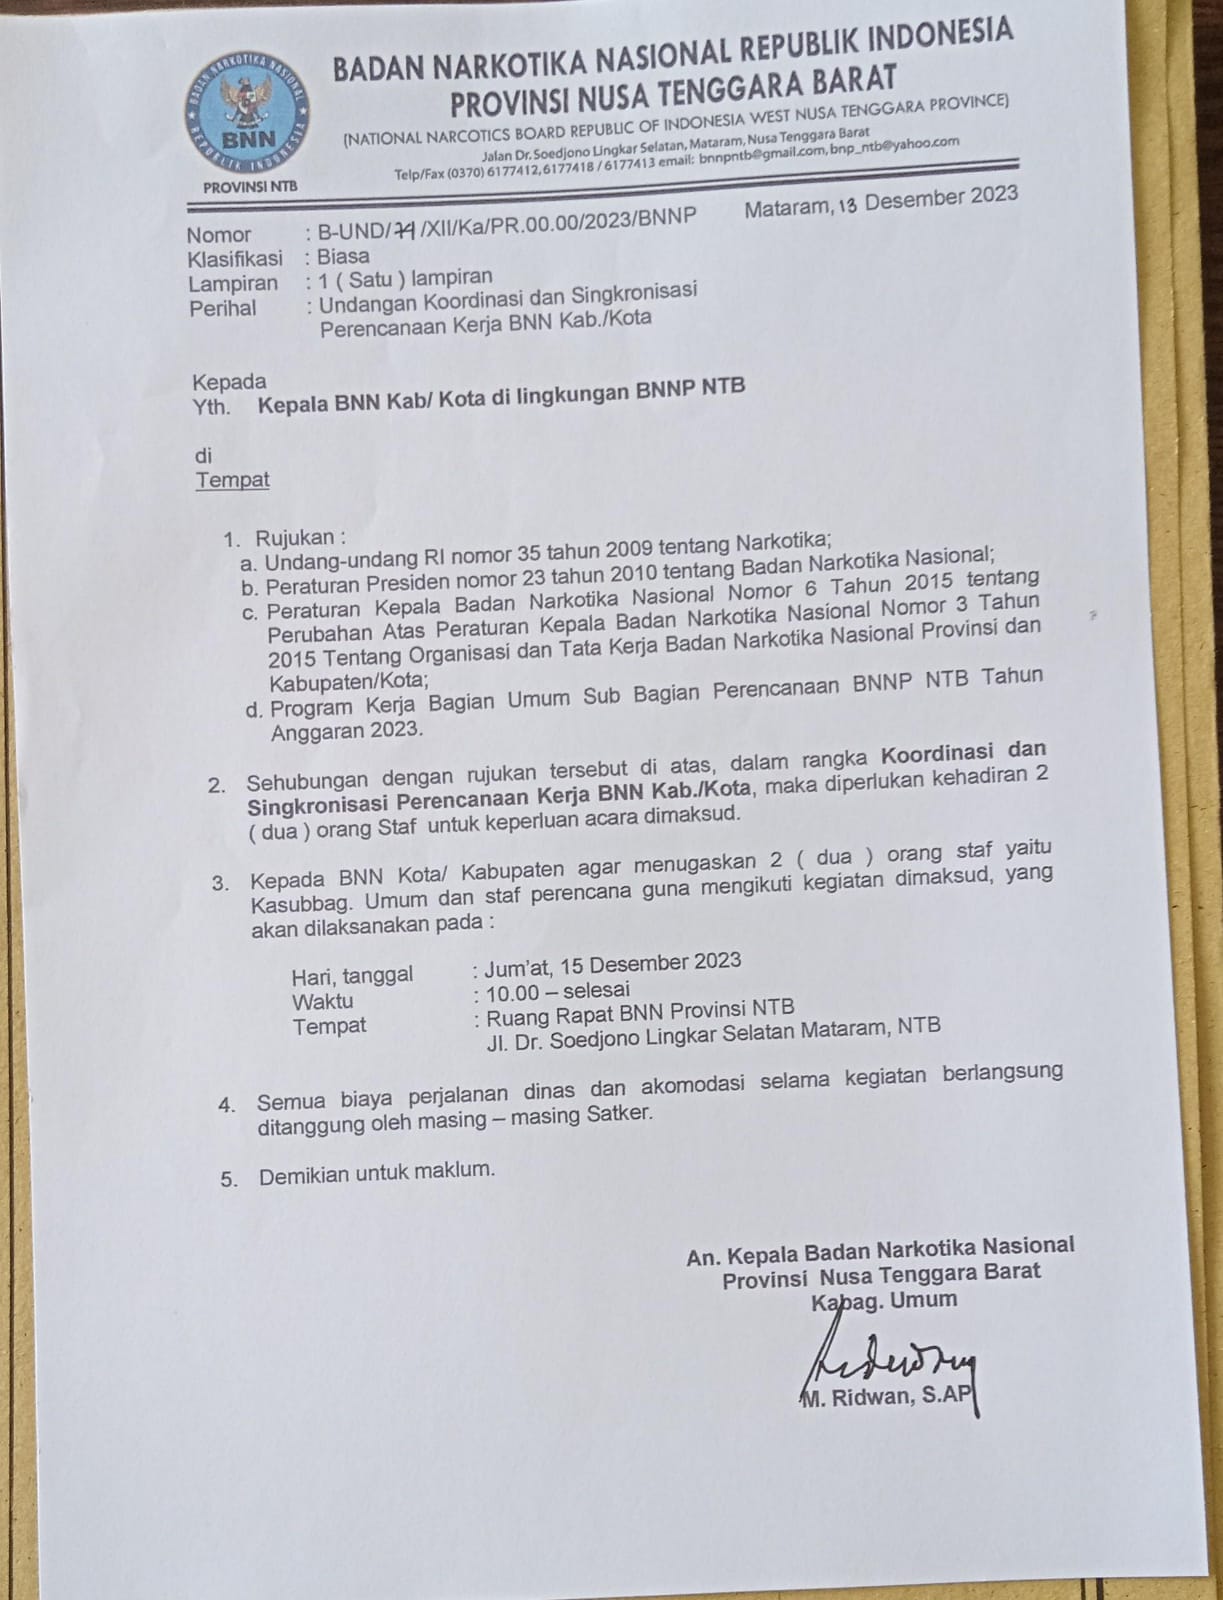 BADAN NARKOTIKA NASIONAL REPUBLIK INDONESIA
PROVINSI NUSA TENGGARA BARAT
(NATIONAL NARCOTICS BOARD REPUBLIC OF INDONESIA WEST NUSA TENGGARA PROVINCE)
Jalan Dr. Soedjono Lingkar Selatan, Mataram, Nusa Tenggara Barat
Telp/Fax (0370) 6177412, 6177418 / 6177413 email: bnnpntb@gmail.com, bnp_ntb@yahoo.com
BADAN NARKOTIKA NASIONAL
BNN
REPUBLIK INDONESIA
PROVINSI NTB
Mataram, 13 Desember 2023
Nomor : B-UND/ /XII/Ka/PR.00.00/2023/BNNP
Klasifikasi : Biasa
Lampiran : 1 ( Satu ) lampiran
Perihal : Undangan Koordinasi dan Singkronisasi
Perencanaan Kerja BNN Kab./Kota
Kepada
Yth. Kepala BNN Kab/ Kota di lingkungan BNNP NTB
di
Tempat
1. Rujukan :
a. Undang-undang RI nomor 35 tahun 2009 tentang Narkotika;
b. Peraturan Presiden nomor 23 tahun 2010 tentang Badan Narkotika Nasional;
c. Peraturan Kepala Badan Narkotika Nasional Nomor 6 Tahun 2015 tentang
Perubahan Atas Peraturan Kepala Badan Narkotika Nasional Nomor 3 Tahun
2015 Tentang Organisasi dan Tata Kerja Badan Narkotika Nasional Provinsi dan
Kabupaten/Kota;
d. Program Kerja Bagian Umum Sub Bagian Perencanaan BNNP NTB Tahun
Anggaran 2023.
2. Sehubungan dengan rujukan tersebut di atas, dalam rangka Koordinasi dan
Singkronisasi Perencanaan Kerja BNN Kab./Kota, maka diperlukan kehadiran 2
( dua ) orang Staf untuk keperluan acara dimaksud.
3. Kepada BNN Kota/ Kabupaten agar menugaskan 2 ( dua ) orang staf yaitu
Kasubbag. Umum dan staf perencana guna mengikuti kegiatan dimaksud, yang
akan dilaksanakan pada :
Hari, tanggal : Jum'at, 15 Desember 2023
Waktu : 10.00 – selesai
Tempat : Ruang Rapat BNN Provinsi NTB
Jl. Dr. Soedjono Lingkar Selatan Mataram, NTB
4. Semua biaya perjalanan dinas dan akomodasi selama kegiatan berlangsung
ditanggung oleh masing – masing Satker.
5. Demikian untuk maklum.
An. Kepala Badan Narkotika Nasional
Provinsi Nusa Tenggara Barat
Kabag. Umum
M. Ridwan, S.AP